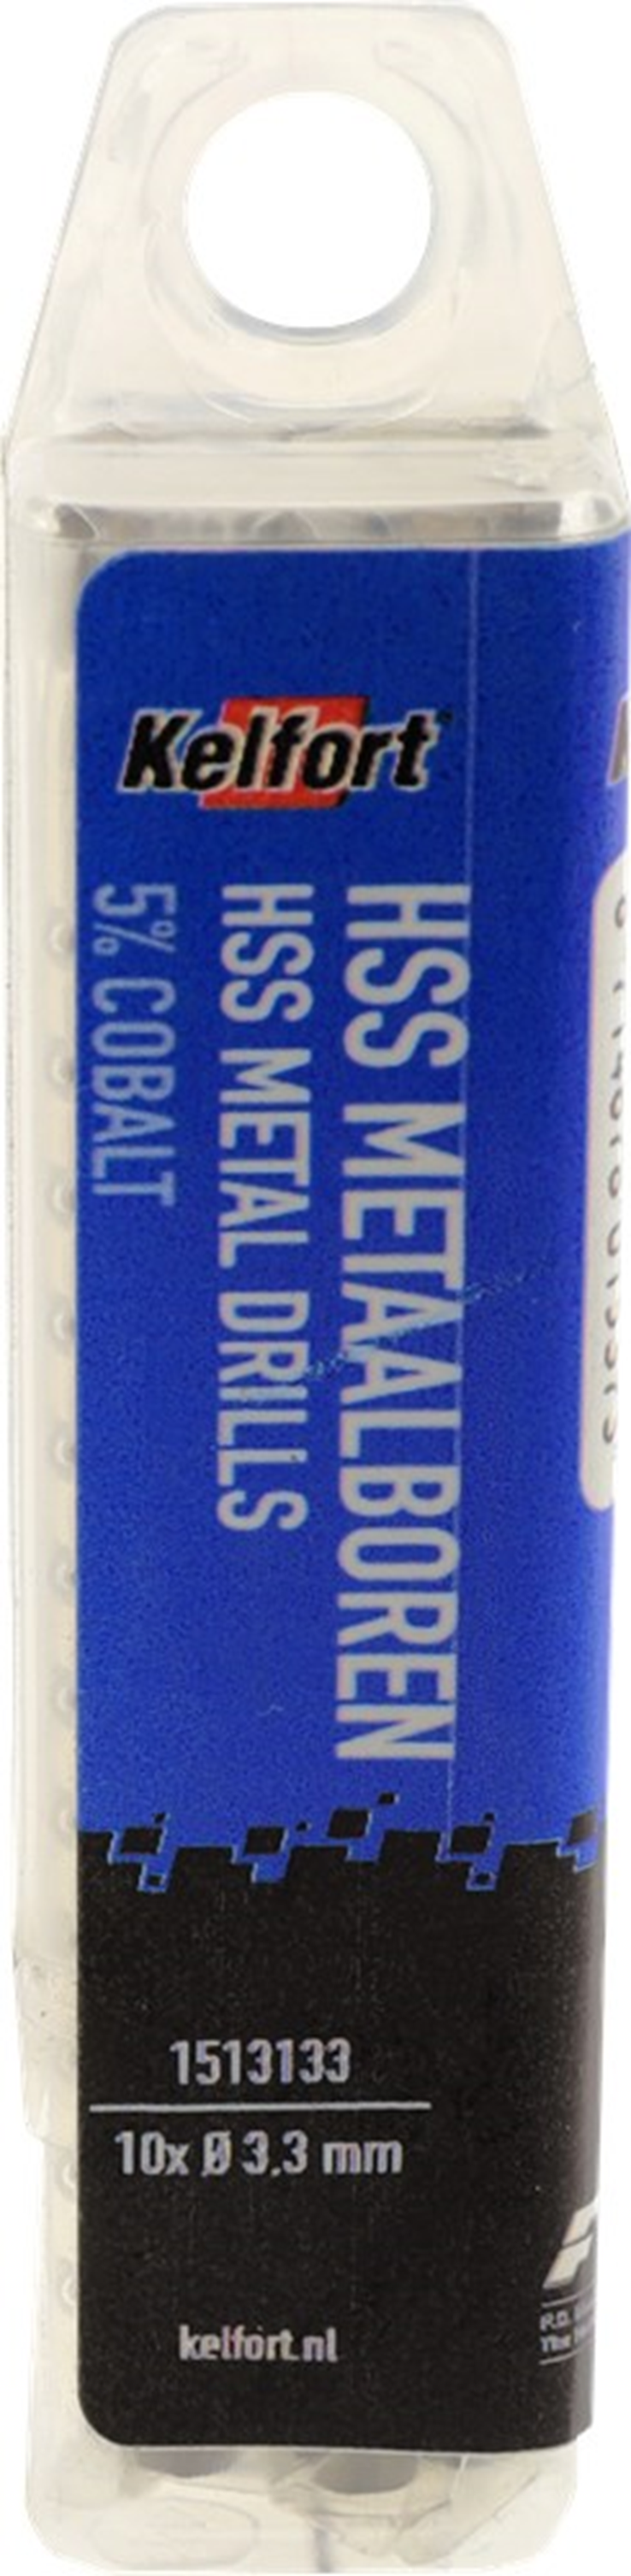 Kelfort
HSS METAALBOREN
HSS METAL DRILLS
5% COBALT
1513133
10x Ø 3.3 mm
kelfort.nl
P.D.